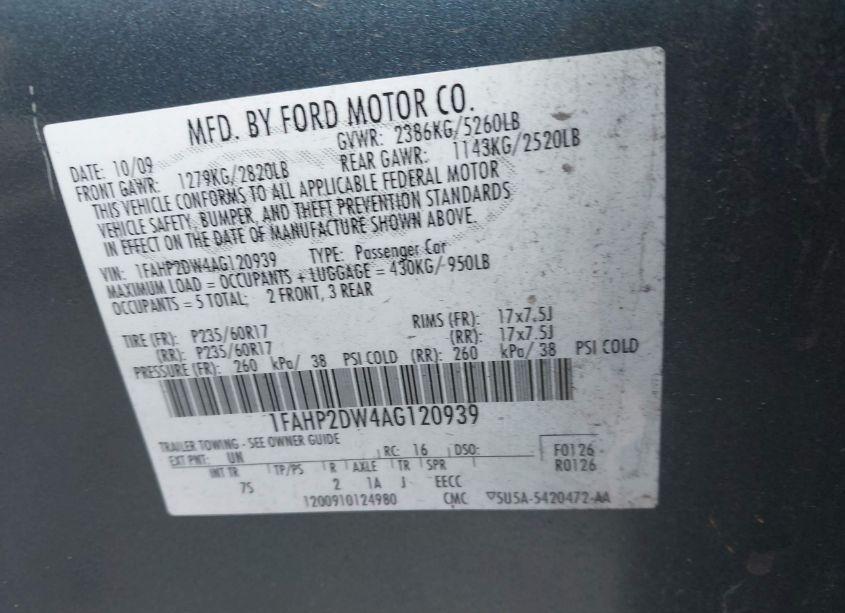 MFD. BY FORD MOTOR CO.
DATE: 10/09 GVWR: 2386KG/5260LB
FRONT GAWR: 1279KG/2820LB REAR GAWR: 1143KG/2520LB
THIS VEHICLE CONFORMS TO ALL APPLICABLE FEDERAL MOTOR
VEHICLE SAFETY, BUMPER, AND THEFT PREVENTION STANDARDS
IN EFFECT ON THE DATE OF MANUFACTURE SHOWN ABOVE.
VIN: 1FAHP2DW4AG120939 TYPE: Passenger Car
MAXIMUM LOAD = OCCUPANTS + LUGGAGE = 430KG/ 950LB
OCCUPANTS = 5 TOTAL; 2 FRONT, 3 REAR
TIRE (FR): P235/60R17 RIMS (FR): 17x7.5J
(RR): P235/60R17 (RR): 17x7.5J
PRESSURE (FR): 260 kPa/ 38 PSI COLD (RR): 260 kPa/ 38 PSI COLD
1FAHP2DW4AG120939
TRAILER TOWING - SEE OWNER GUIDE
EXT PNT: UN RC: 16 DSO: F0126
INT TR TP/PS R AXLE TR SPR R0126
7S 2 1A J EECC
1200910124980 CMC 5U5A-5420472-AA